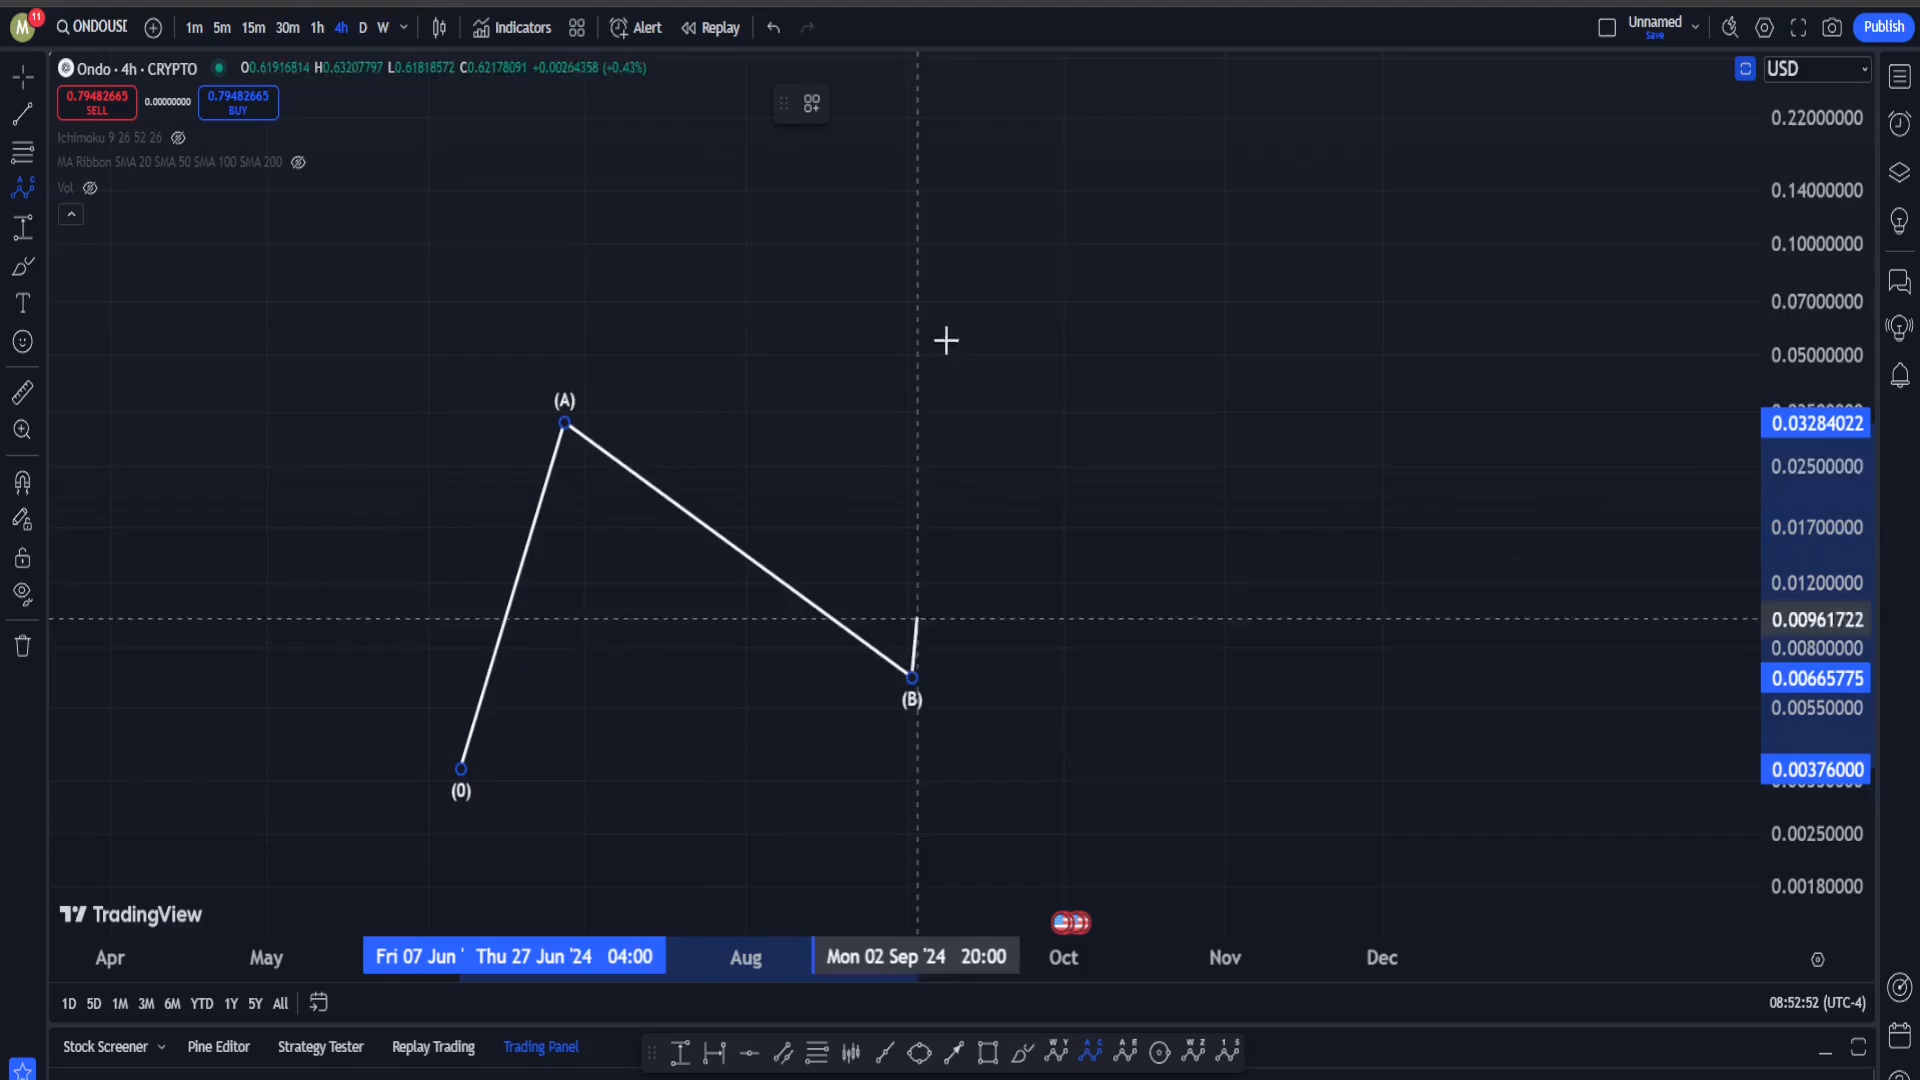 M 11 ONDOUSD 1m 5m 15m 30m 1h 4h D W Indicators Alert Replay Unnamed Save Publish
Ondo · 4h · CRYPTO O0.61916814 H0.63207797 L0.61818572 C0.62178091 +0.00264358 (+0.43%)
USD
0.79482665 SELL 0.00000000 0.79482665 BUY
Ichimoku 9 26 52 26
MA Ribbon SMA 20 SMA 50 SMA 100 SMA 200
Vol
0.22000000
0.14000000
0.10000000
0.07000000
0.05000000
(A)
0.03284022
0.02500000
0.01700000
0.01200000
0.00961722
0.00800000
0.00665775
(B)
0.00550000
0.00376000
(0)
0.00250000
0.00180000
TradingView
Apr May Fri 07 Jun ' Thu 27 Jun '24 04:00 Aug Mon 02 Sep '24 20:00 Oct Nov Dec
1D 5D 1M 3M 6M YTD 1Y 5Y All 08:52:52 (UTC-4)
Stock Screener Pine Editor Strategy Tester Replay Trading Trading Panel